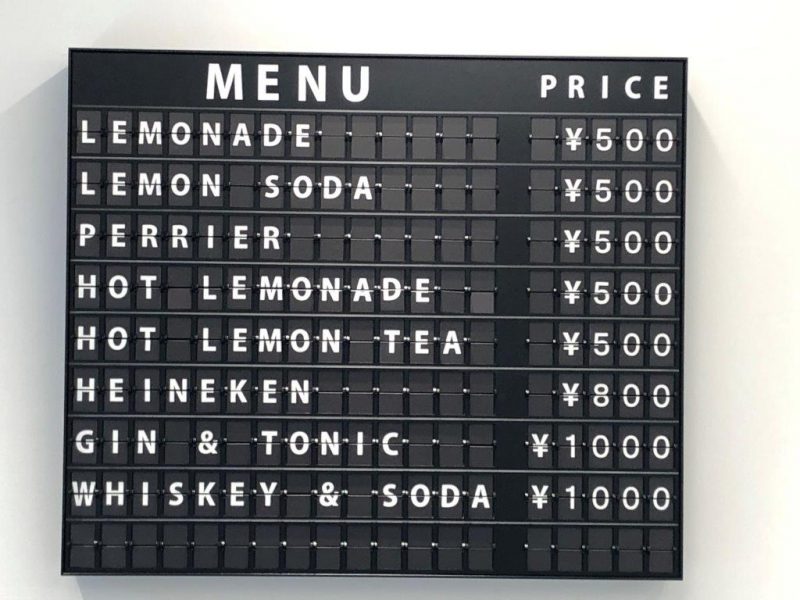 MENU PRICE
LEMONADE ¥500
LEMON SODA ¥500
PERRIER ¥500
HOT LEMONADE ¥500
HOT LEMON TEA ¥500
HEINEKEN ¥800
GIN & TONIC ¥1000
WHISKEY & SODA ¥1000